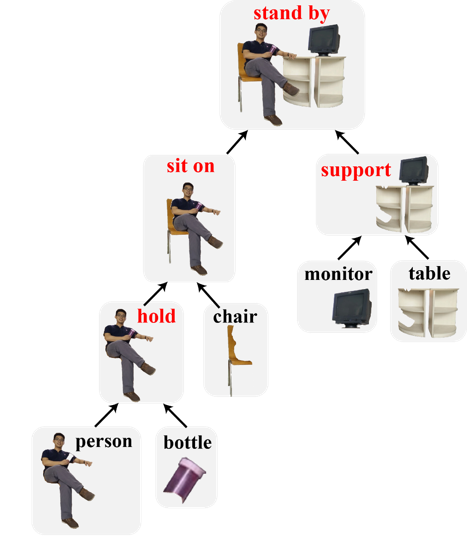 stand by
sit on
support
monitor
table
hold
chair
person
bottle